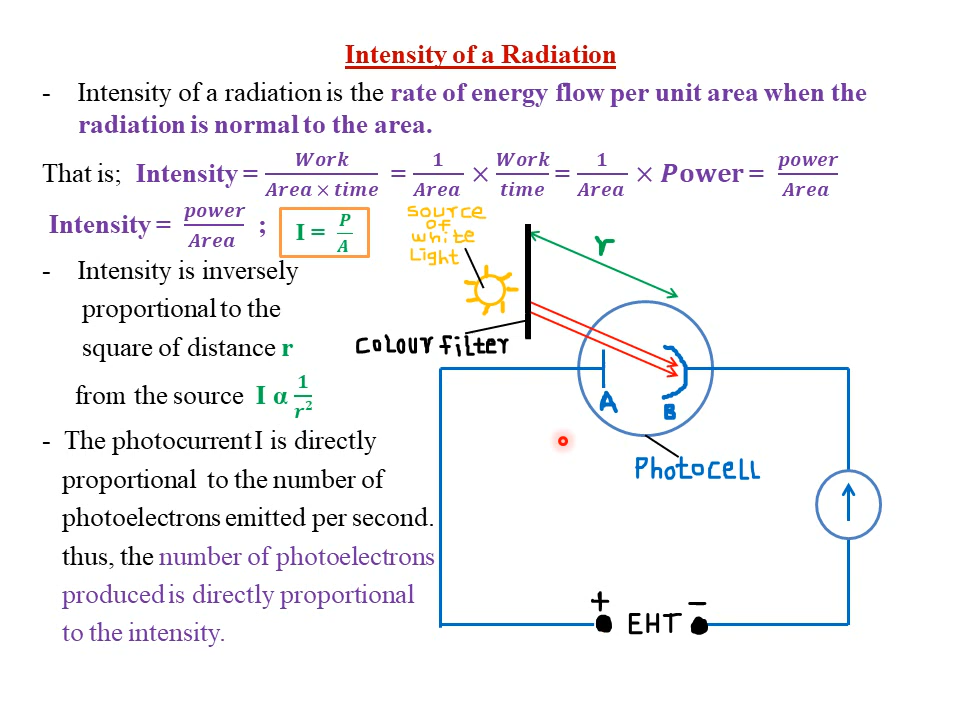 Intensity of a Radiation
- Intensity of a radiation is the rate of energy flow per unit area when the
radiation is normal to the area.
That is; Intensity = Work / (Area × time) = 1/Area × Work/time = 1/Area × Power = power/Area
Intensity = power/Area ; I = P/A
- Intensity is inversely
proportional to the
square of distance r
from the source I α 1/r²
- The photocurrent I is directly
proportional to the number of
photoelectrons emitted per second.
thus, the number of photoelectrons
produced is directly proportional
to the intensity.
source
of
white
Light
r
colour filter
A
B
Photocell
+ −
EHT